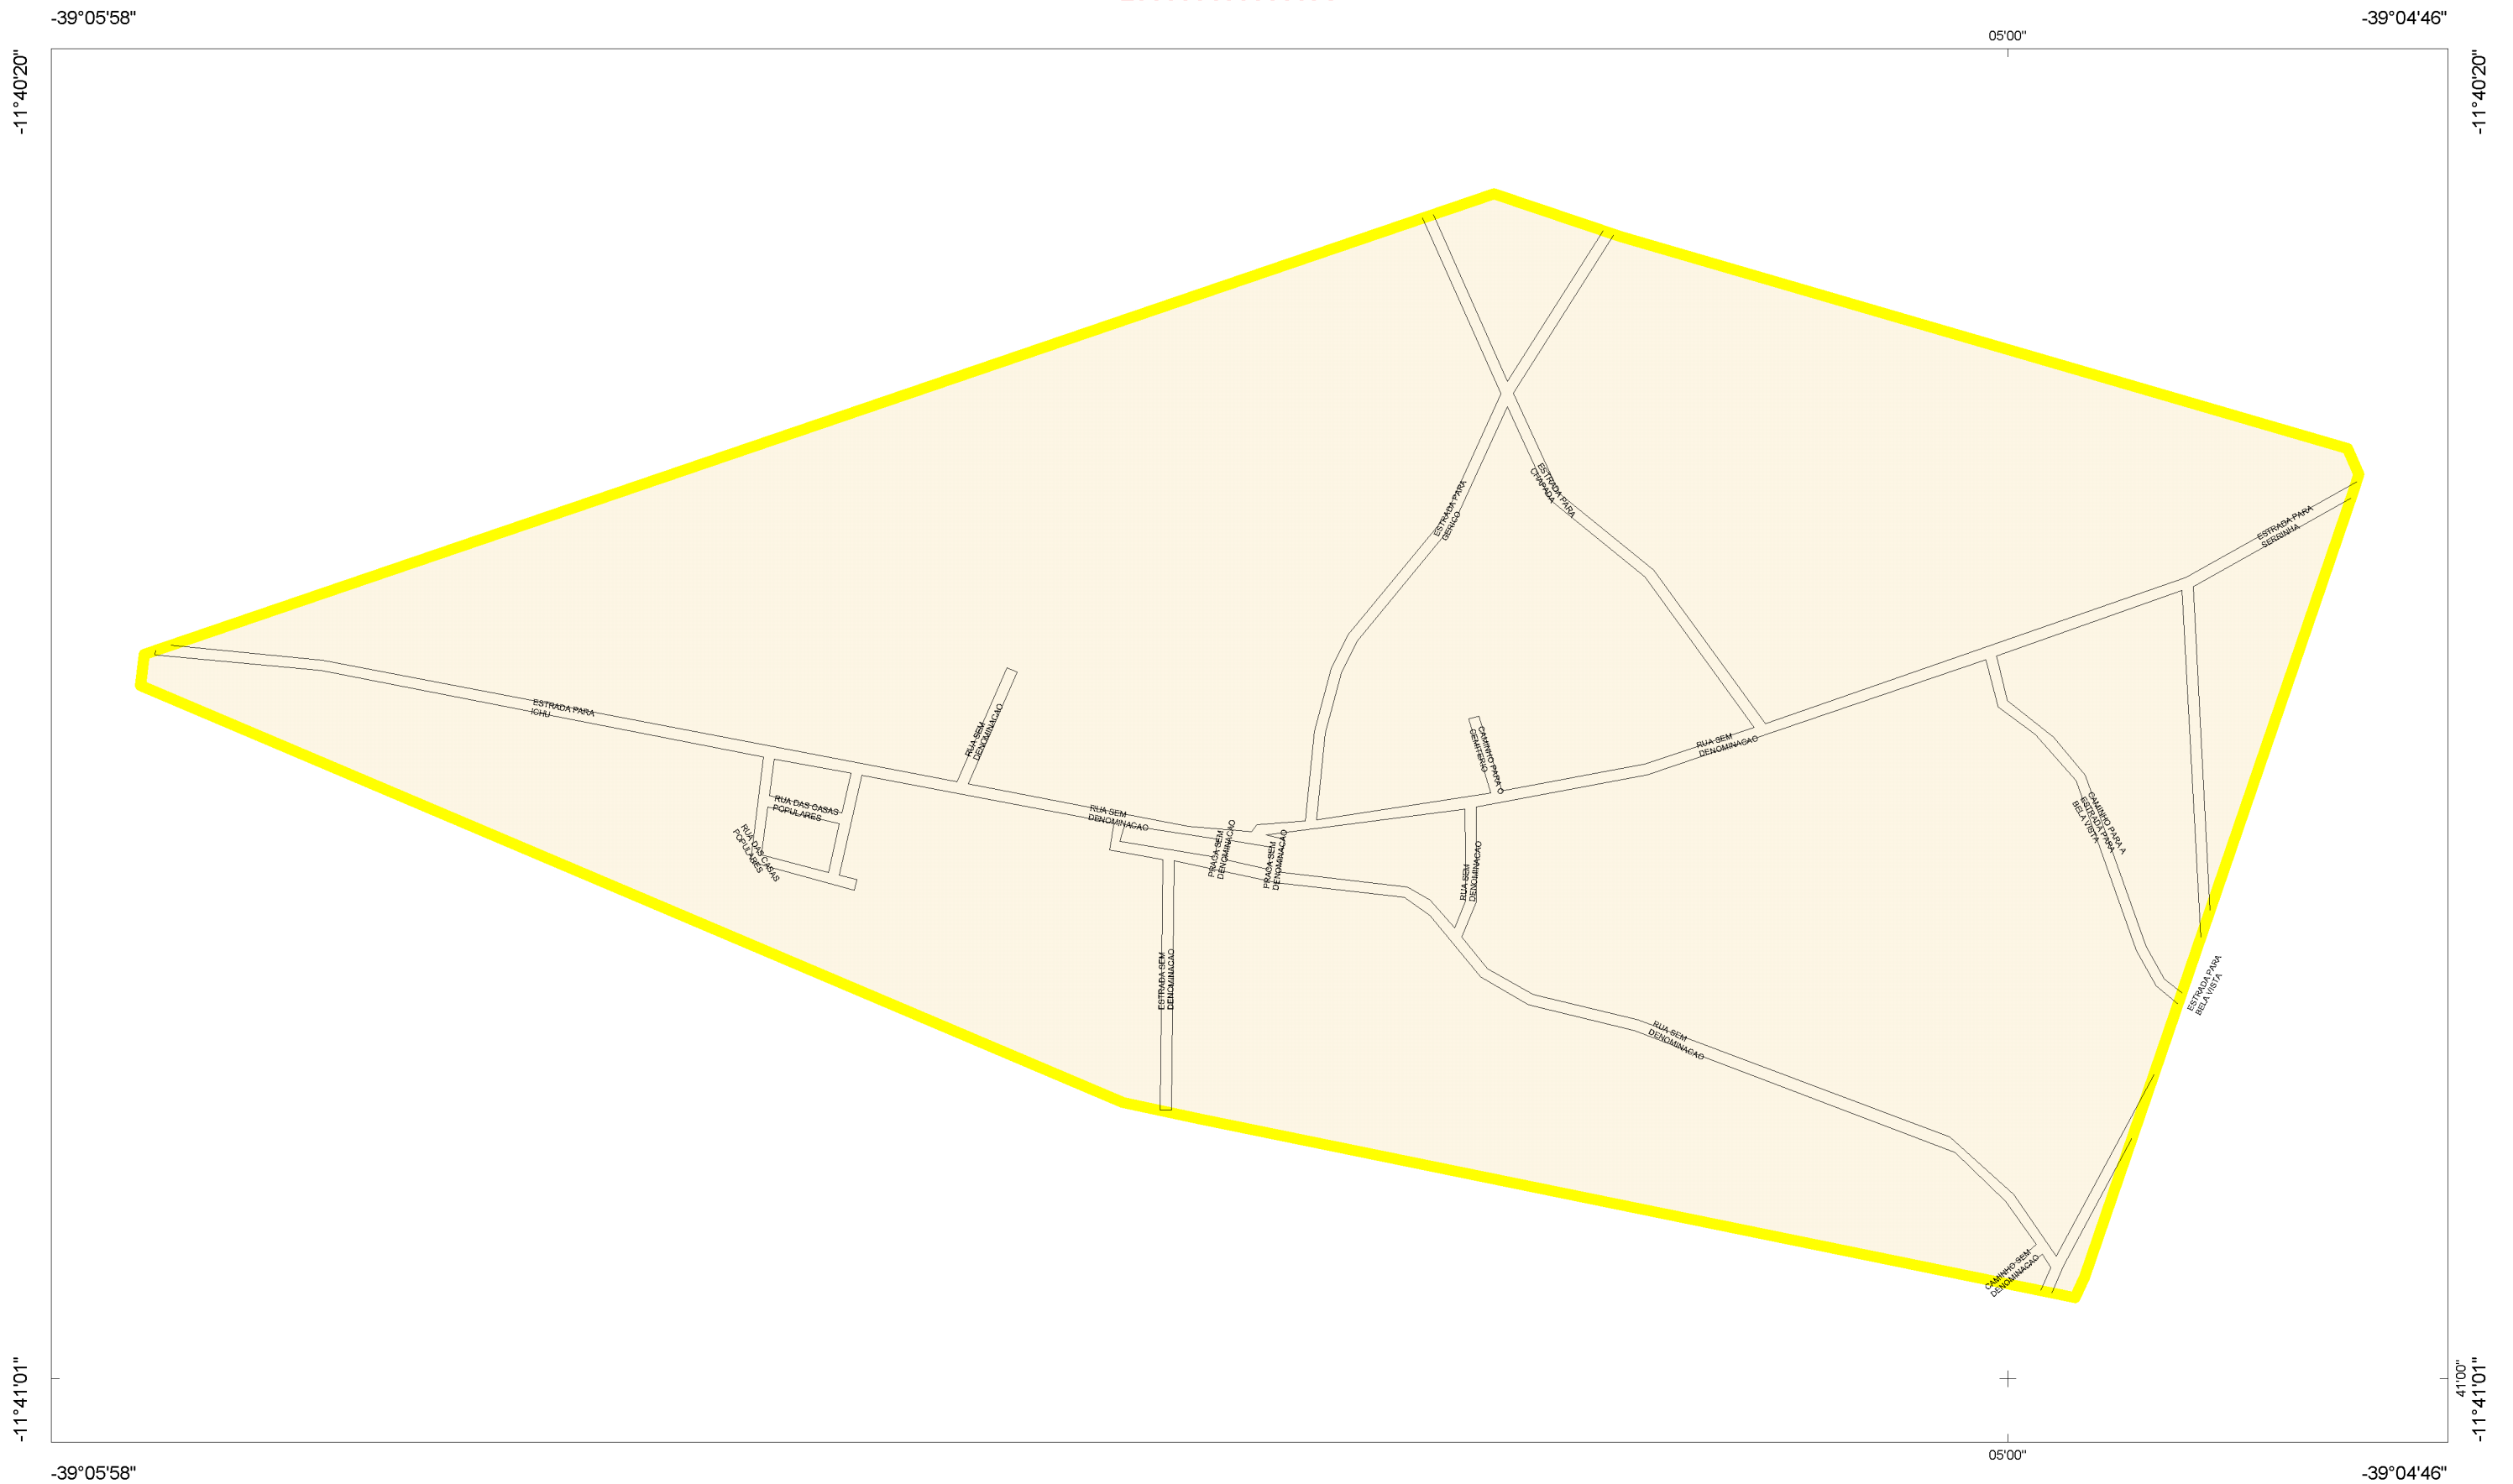 -39°05'58"
-39°04'46"
05'00"
-11°40'20"
-11°40'20"
ESTRADA PARA
GERICO
ESTRADA PARA
CHAPADA
ESTRADA PARA
SERRINHA
ESTRADA PARA
ICHU
RUA SEM
DENOMINACAO
CAMINHO PARA O
CEMITERIO
RUA SEM
DENOMINACAO
RUA DAS CASAS
POPULARES
RUA DAS CASAS
POPULARES
RUA SEM
DENOMINACAO
PRACA SEM
DENOMINACAO
PRACA SEM
DENOMINACAO
RUA SEM
DENOMINACAO
CAMINHO PARA A
ESTRADA PARA
BELA VISTA
ESTRADA SEM
DENOMINACAO
ESTRADA PARA
BELA VISTA
RUA SEM
DENOMINACAO
CAMINHO SEM
DENOMINACAO
-11°41'01"
41'00"
-11°41'01"
05'00"
-39°05'58"
-39°04'46"